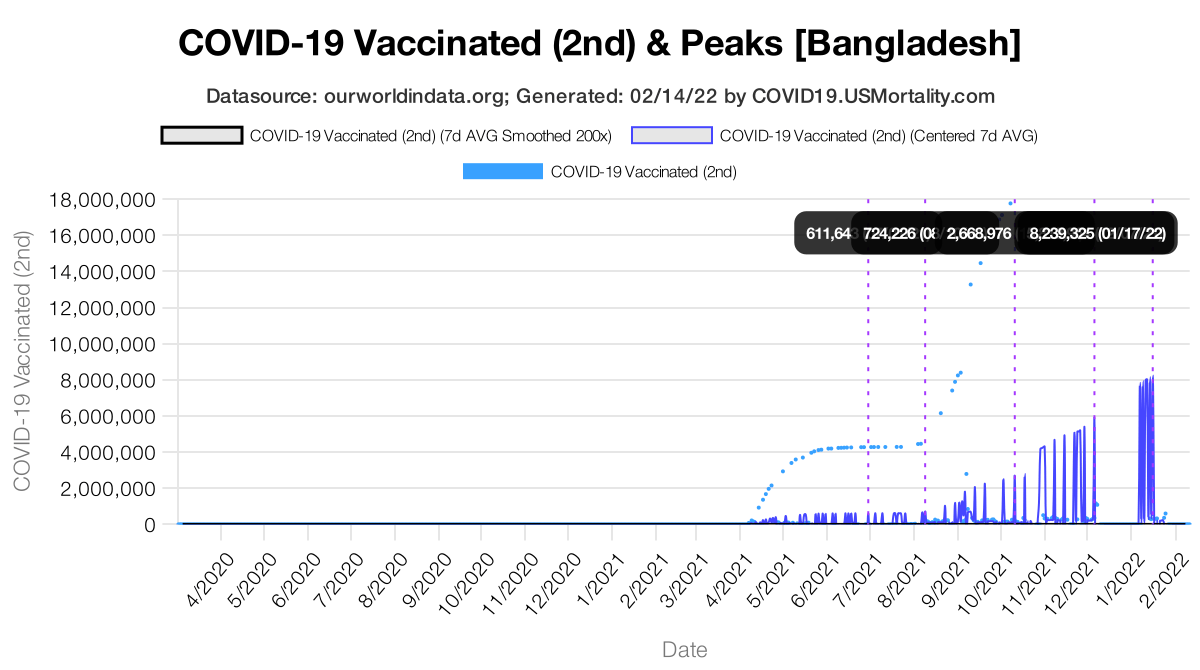 COVID-19 Vaccinated (2nd) & Peaks [Bangladesh]
Datasource: ourworldindata.org; Generated: 02/14/22 by COVID19.USMortality.com
COVID-19 Vaccinated (2nd) (7d AVG Smoothed 200x) COVID-19 Vaccinated (2nd) (Centered 7d AVG)
COVID-19 Vaccinated (2nd)
COVID-19 Vaccinated (2nd)
18,000,000
16,000,000
14,000,000
12,000,000
10,000,000
8,000,000
6,000,000
4,000,000
2,000,000
0
611,643 724,226 (08 2,668,976 8,239,325 (01/17/22)
4/2020 5/2020 6/2020 7/2020 8/2020 9/2020 10/2020 11/2020 12/2020 1/2021 2/2021 3/2021 4/2021 5/2021 6/2021 7/2021 8/2021 9/2021 10/2021 11/2021 12/2021 1/2022 2/2022
Date